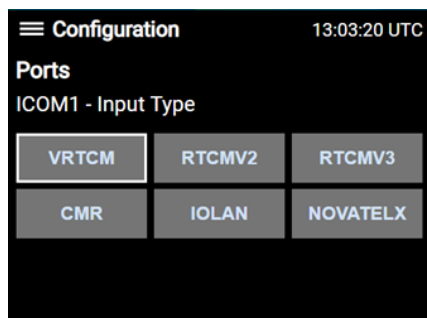 Configuration 13:03:20 UTC
Ports
ICOM1 - Input Type
VRTCM RTCMV2 RTCMV3
CMR IOLAN NOVATELX